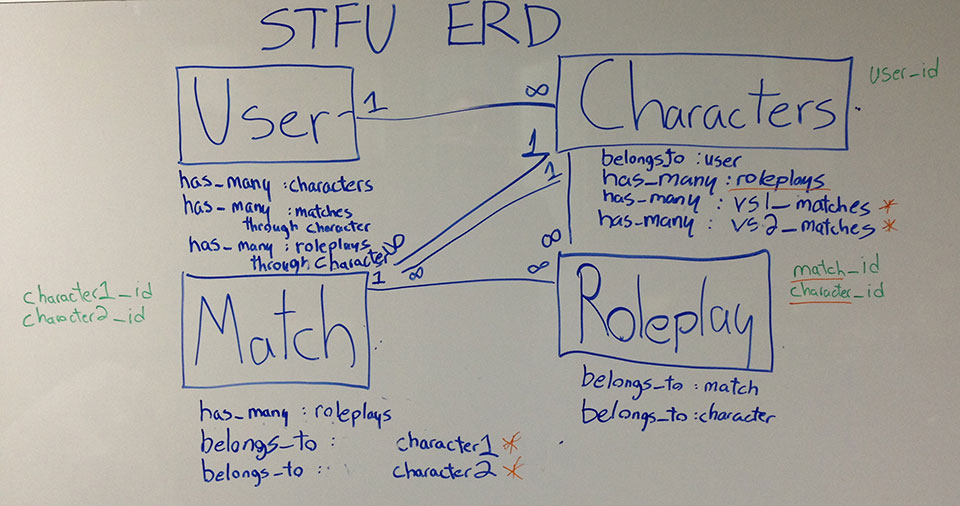 STFU ERD
User
1
∞
Characters
user_id
has_many :characters
has_many :matches
through character
has_many :roleplays
through character
1
1
belongs_to :user
has_many :roleplays
has_many : vs1_matches *
has_many : vs2_matches *
∞
∞
∞
character1_id
character2_id
Match
1
∞
Roleplay
match_id
character_id
has_many :roleplays
belongs_to : character1 *
belongs_to : character2 *
belongs_to :match
belongs_to :character